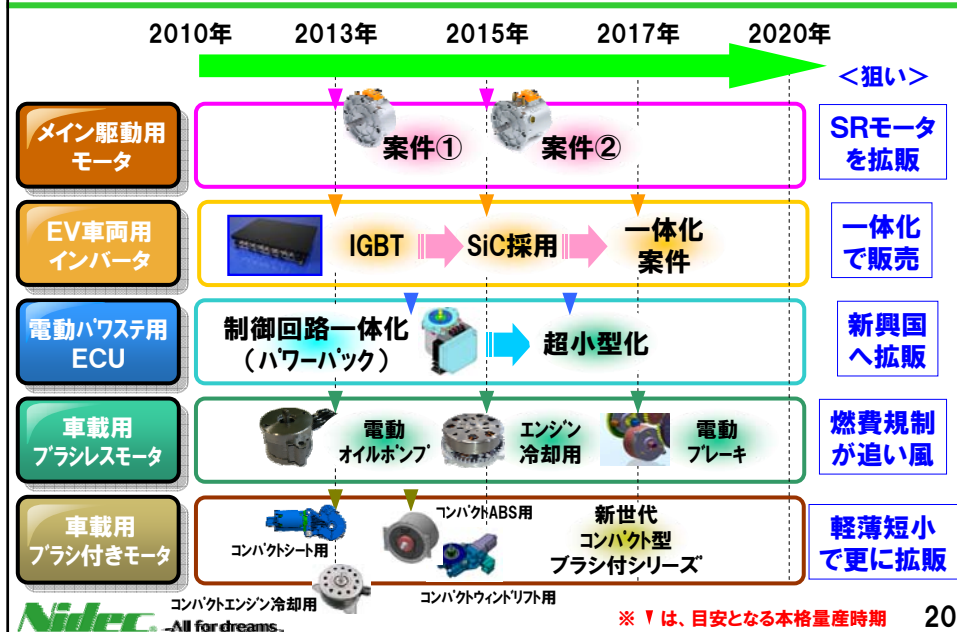 2010年 2013年 2015年 2017年 2020年
＜狙い＞
メイン駆動用
モータ
案件①
案件②
SRモータ
を拡販
EV車両用
インバータ
IGBT
SiC採用
一体化
案件
一体化
で販売
電動パワステ用
ECU
制御回路一体化
（パワーパック）
超小型化
新興国
へ拡販
車載用
ブラシレスモータ
電動
オイルポンプ
エンジン
冷却用
電動
ブレーキ
燃費規制
が追い風
車載用
ブラシ付きモータ
コンパクトシート用
コンパクトABS用
新世代
コンパクト型
ブラシ付シリーズ
軽薄短小
で更に拡販
コンパクトエンジン冷却用
コンパクトウィンドリフト用
Nidec -All for dreams
※ ▼ は、目安となる本格量産時期 20